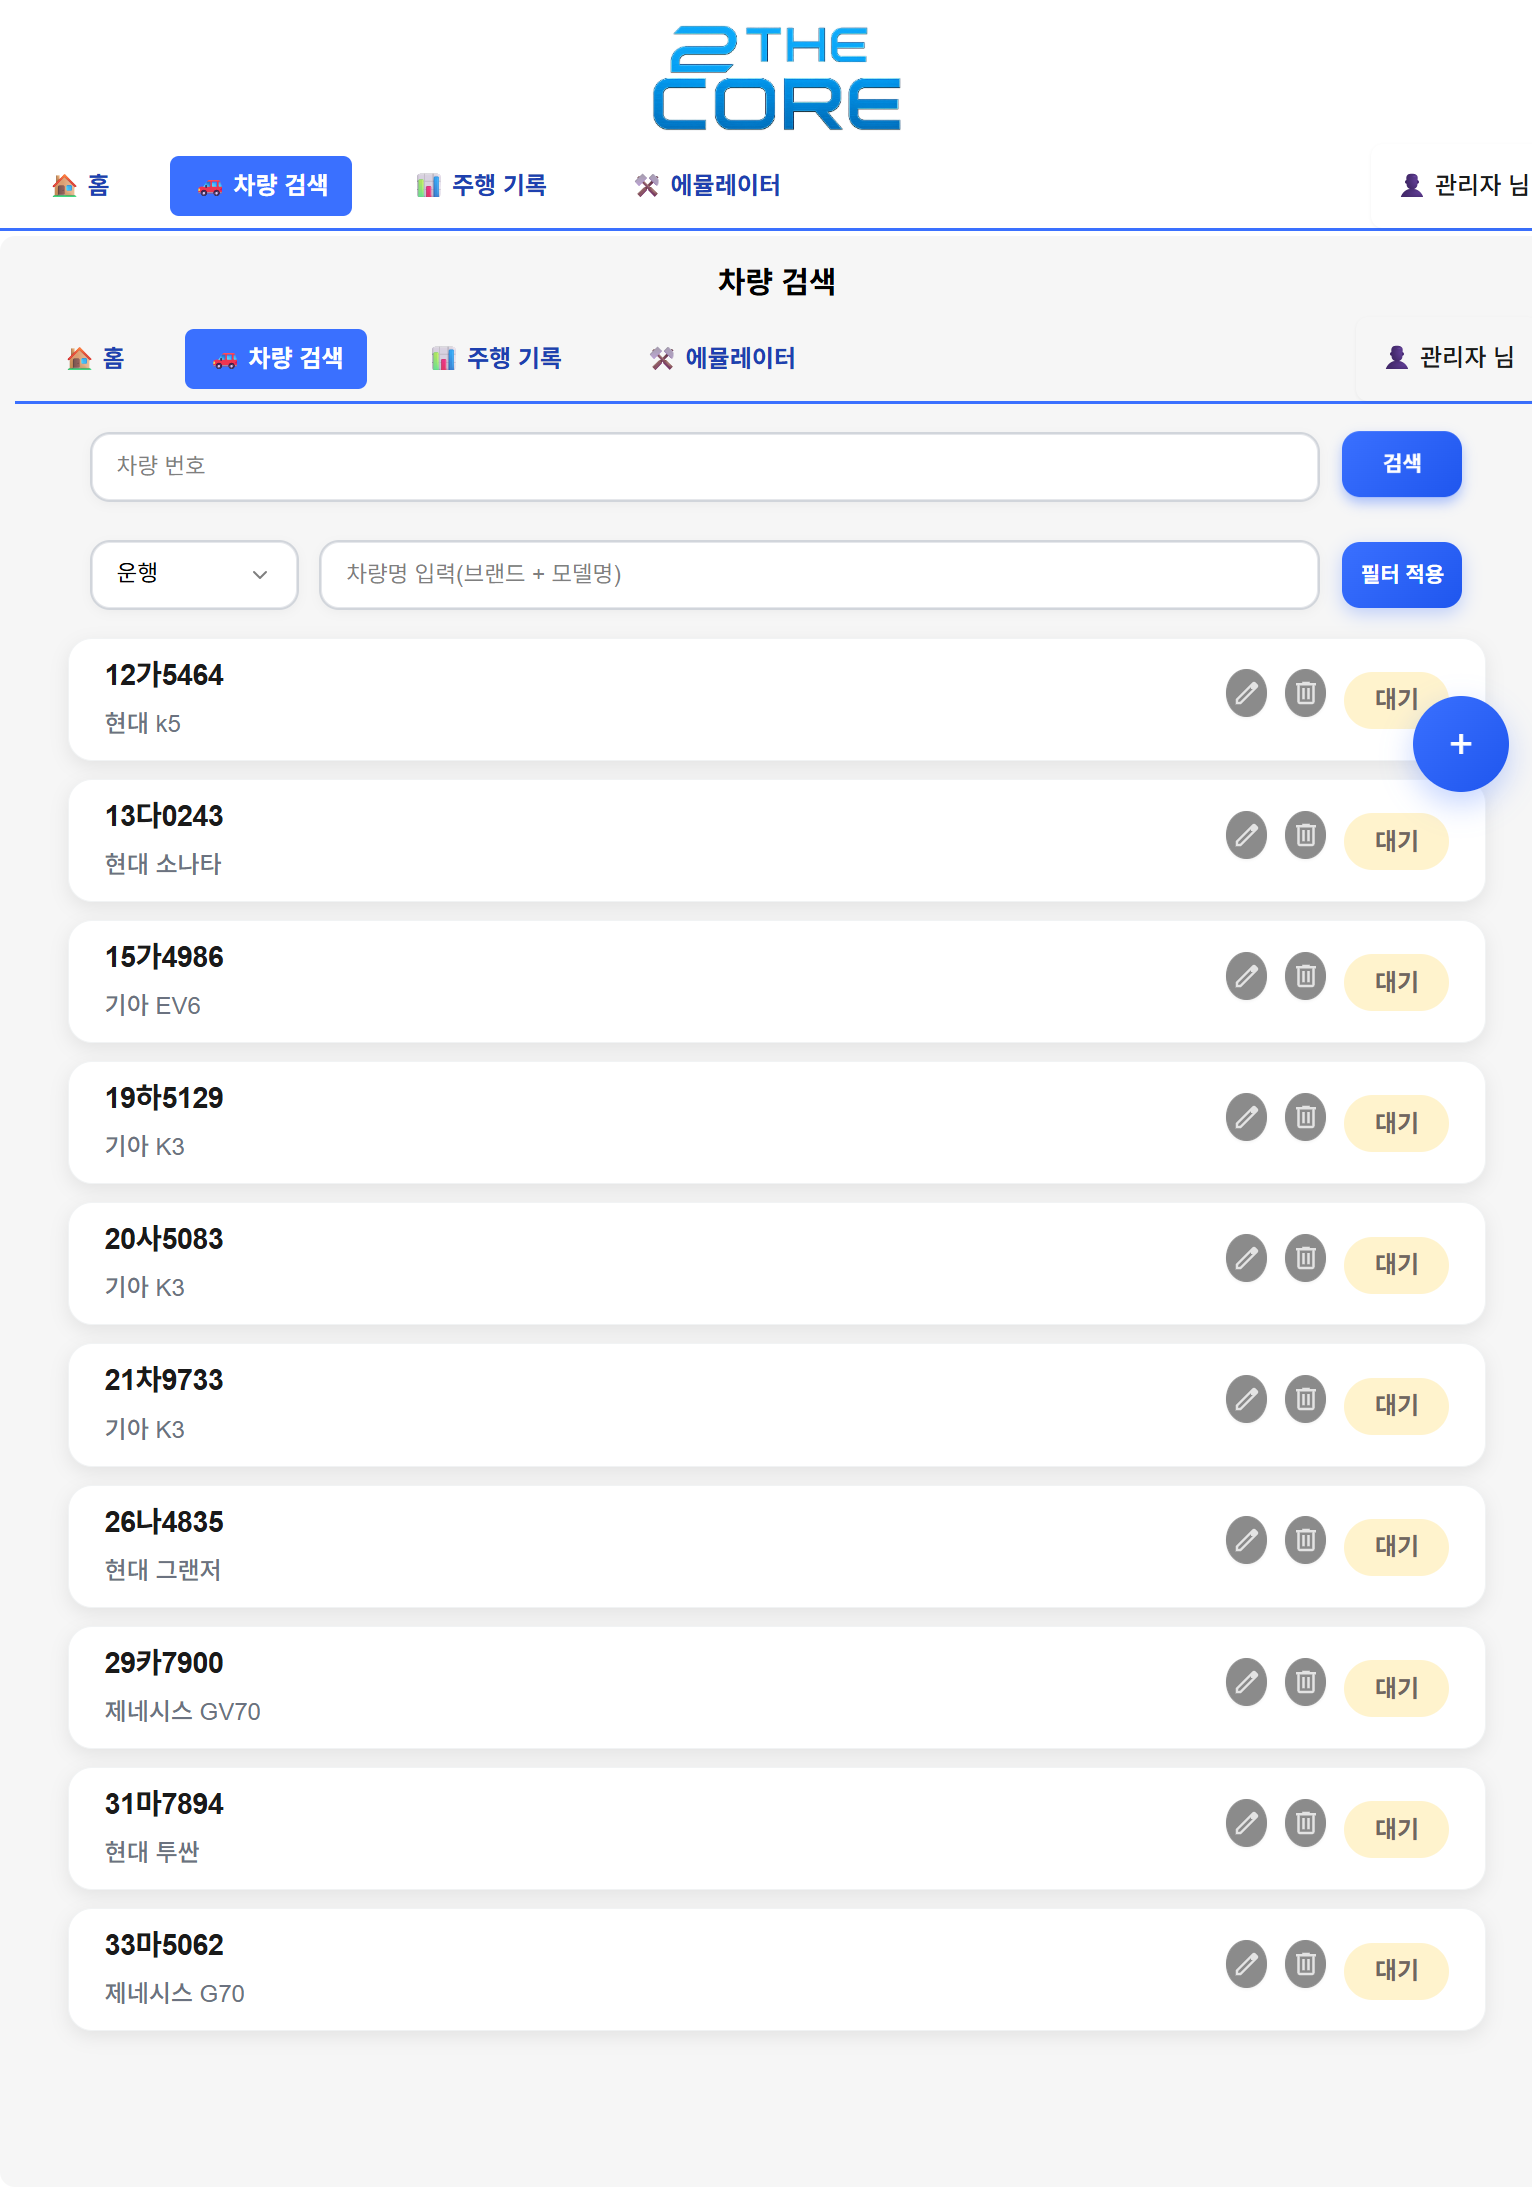 2 THE
CORE
홈 차량 검색 주행 기록 에뮬레이터 관리자 님
차량 검색
홈 차량 검색 주행 기록 에뮬레이터 관리자 님
차량 번호 검색
운행 차량명 입력(브랜드 + 모델명) 필터 적용
12가5464
현대 k5
대기
+
13다0243
현대 소나타
대기
15가4986
기아 EV6
대기
19하5129
기아 K3
대기
20사5083
기아 K3
대기
21차9733
기아 K3
대기
26나4835
현대 그랜저
대기
29카7900
제네시스 GV70
대기
31마7894
현대 투싼
대기
33마5062
제네시스 G70
대기